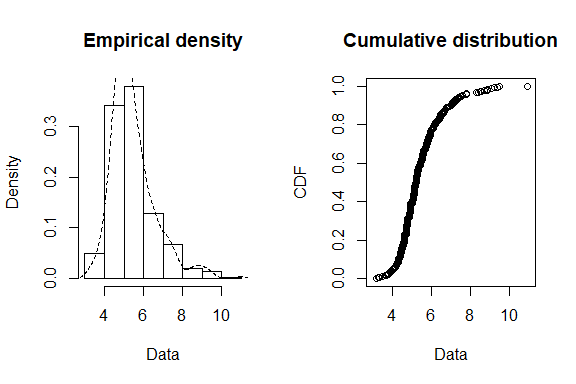 Empirical density
Density
0.0 0.1 0.2 0.3
4 6 8 10
Data
Cumulative distribution
CDF
0.0 0.2 0.4 0.6 0.8 1.0
4 6 8 10
Data